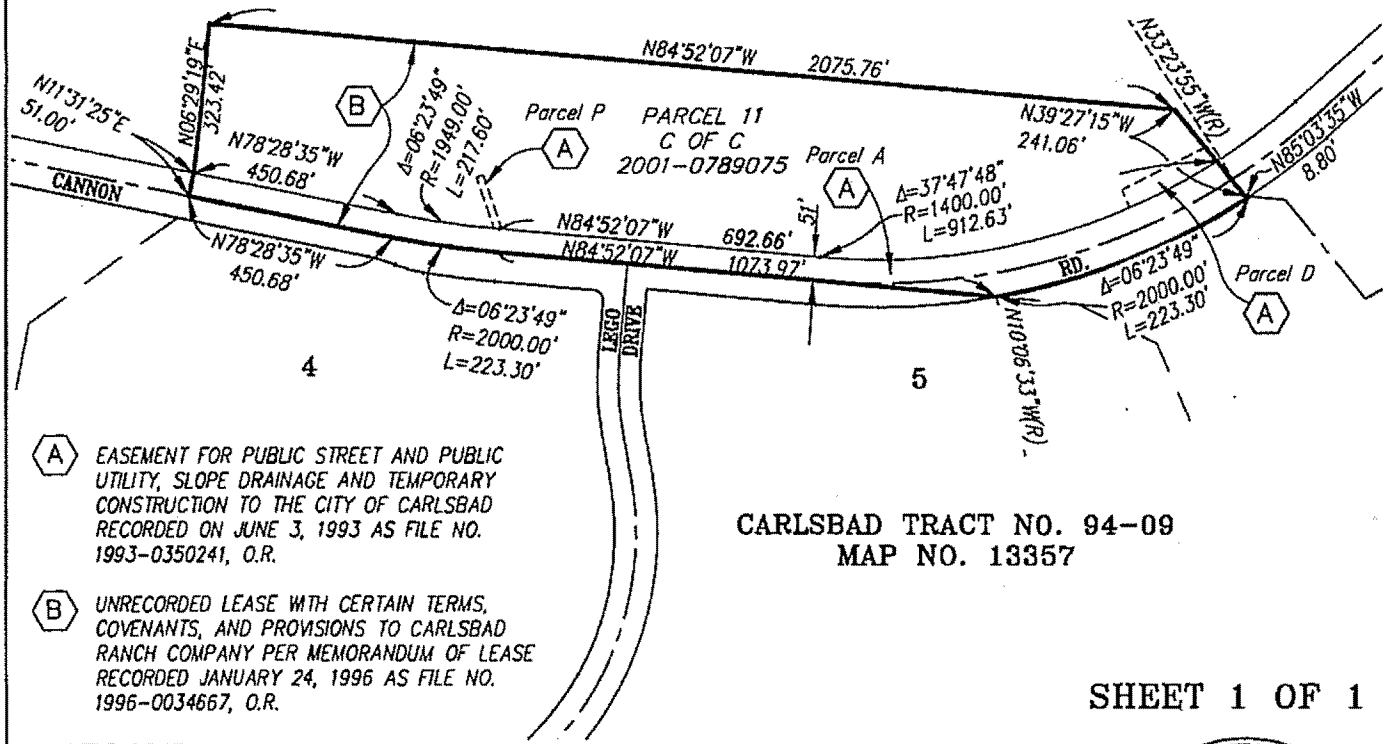 N84°52'07"W 2075.76'
N06°29'19"E
323.42'
N11°31'25"E
51.00'
N78°28'35"W
450.68'
B
Δ=06°23'49"
R=1949.00'
L=217.60'
Parcel P
A
PARCEL 11
C OF C
2001-0789075
Parcel A
A
N39°27'15"W
241.06'
N33°23'55"W(R)
N85°03'35"W
8.80'
CANNON
N78°28'35"W
450.68'
N84°52'07"W 692.66'
N84°52'07"W 1073.97'
51'
Δ=37°47'48"
R=1400.00'
L=912.63'
RD.
Δ=06°23'49"
R=2000.00'
L=223.30'
Parcel D
A
Δ=06°23'49"
R=2000.00'
L=223.30'
LEGO
DRIVE
N10°06'33"W(R)
4
5
A EASEMENT FOR PUBLIC STREET AND PUBLIC
UTILITY, SLOPE DRAINAGE AND TEMPORARY
CONSTRUCTION TO THE CITY OF CARLSBAD
RECORDED ON JUNE 3, 1993 AS FILE NO.
1993-0350241, O.R.
B UNRECORDED LEASE WITH CERTAIN TERMS,
COVENANTS, AND PROVISIONS TO CARLSBAD
RANCH COMPANY PER MEMORANDUM OF LEASE
RECORDED JANUARY 24, 1996 AS FILE NO.
1996-0034667, O.R.
CARLSBAD TRACT NO. 94-09
MAP NO. 13357
SHEET 1 OF 1